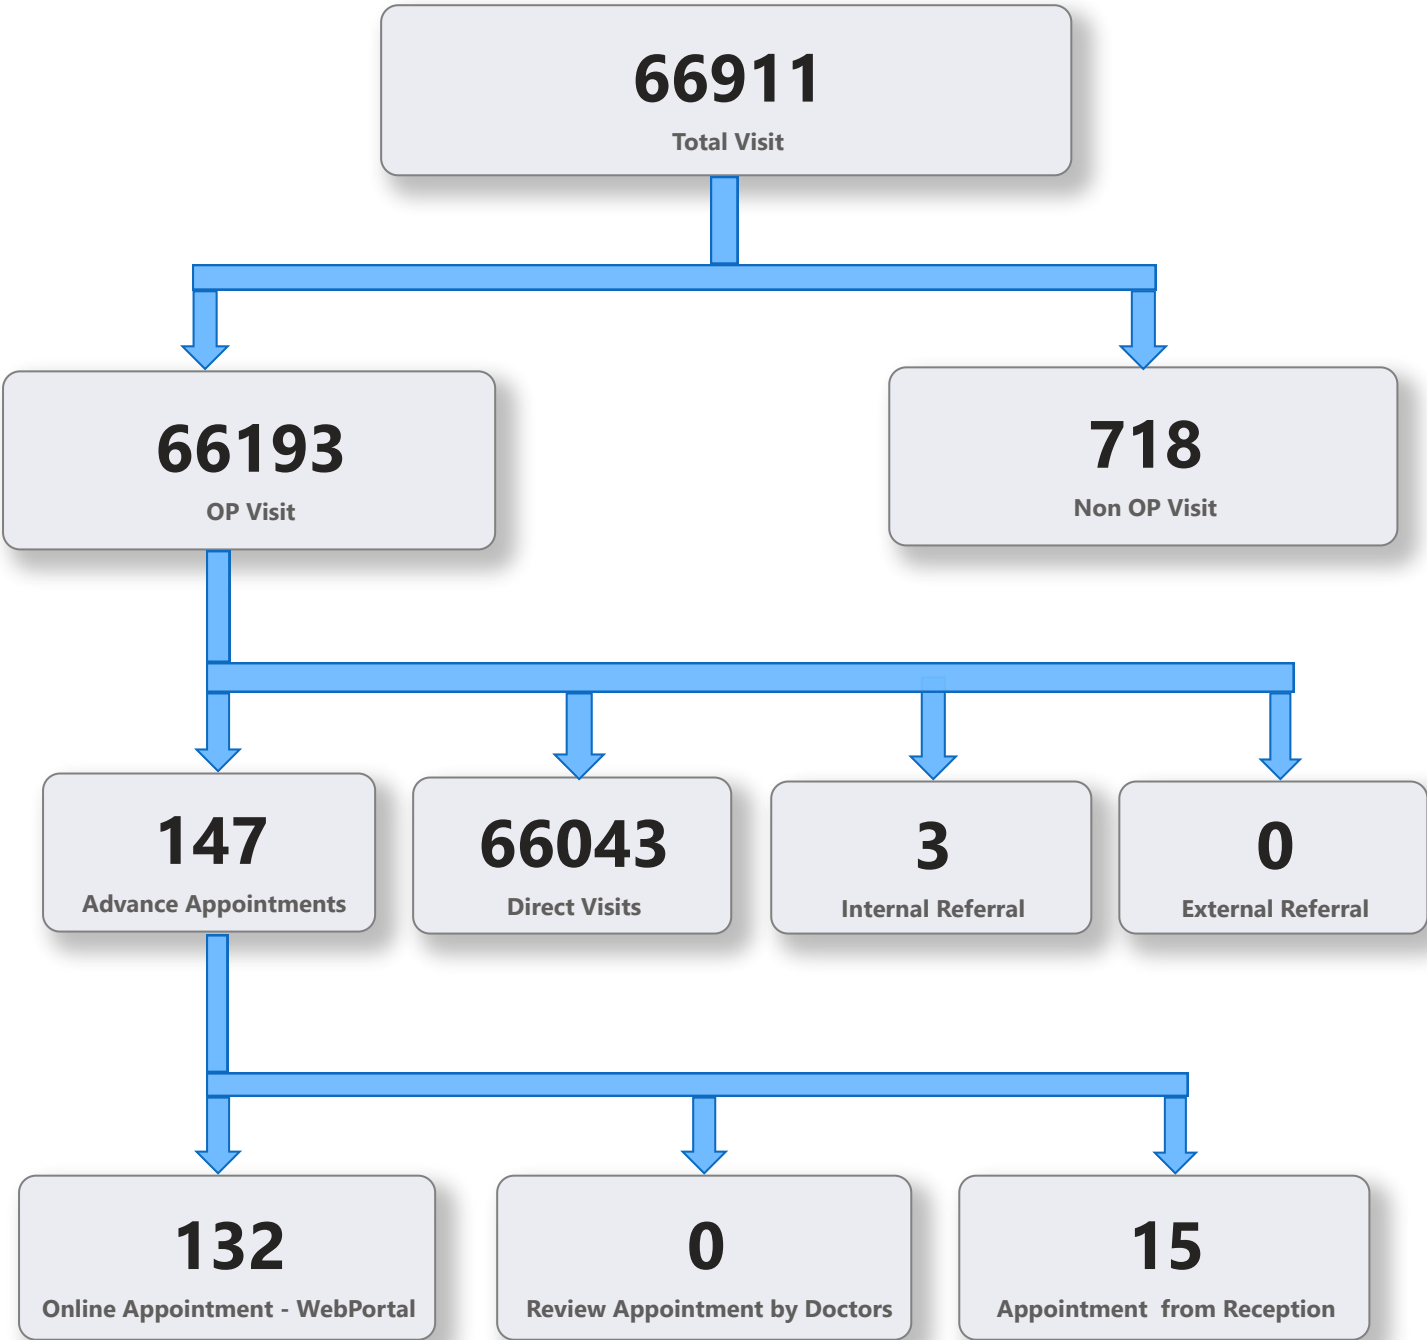 66911
Total Visit
66193
OP Visit
718
Non OP Visit
147
Advance Appointments
66043
Direct Visits
3
Internal Referral
0
External Referral
132
Online Appointment - WebPortal
0
Review Appointment by Doctors
15
Appointment  from Reception